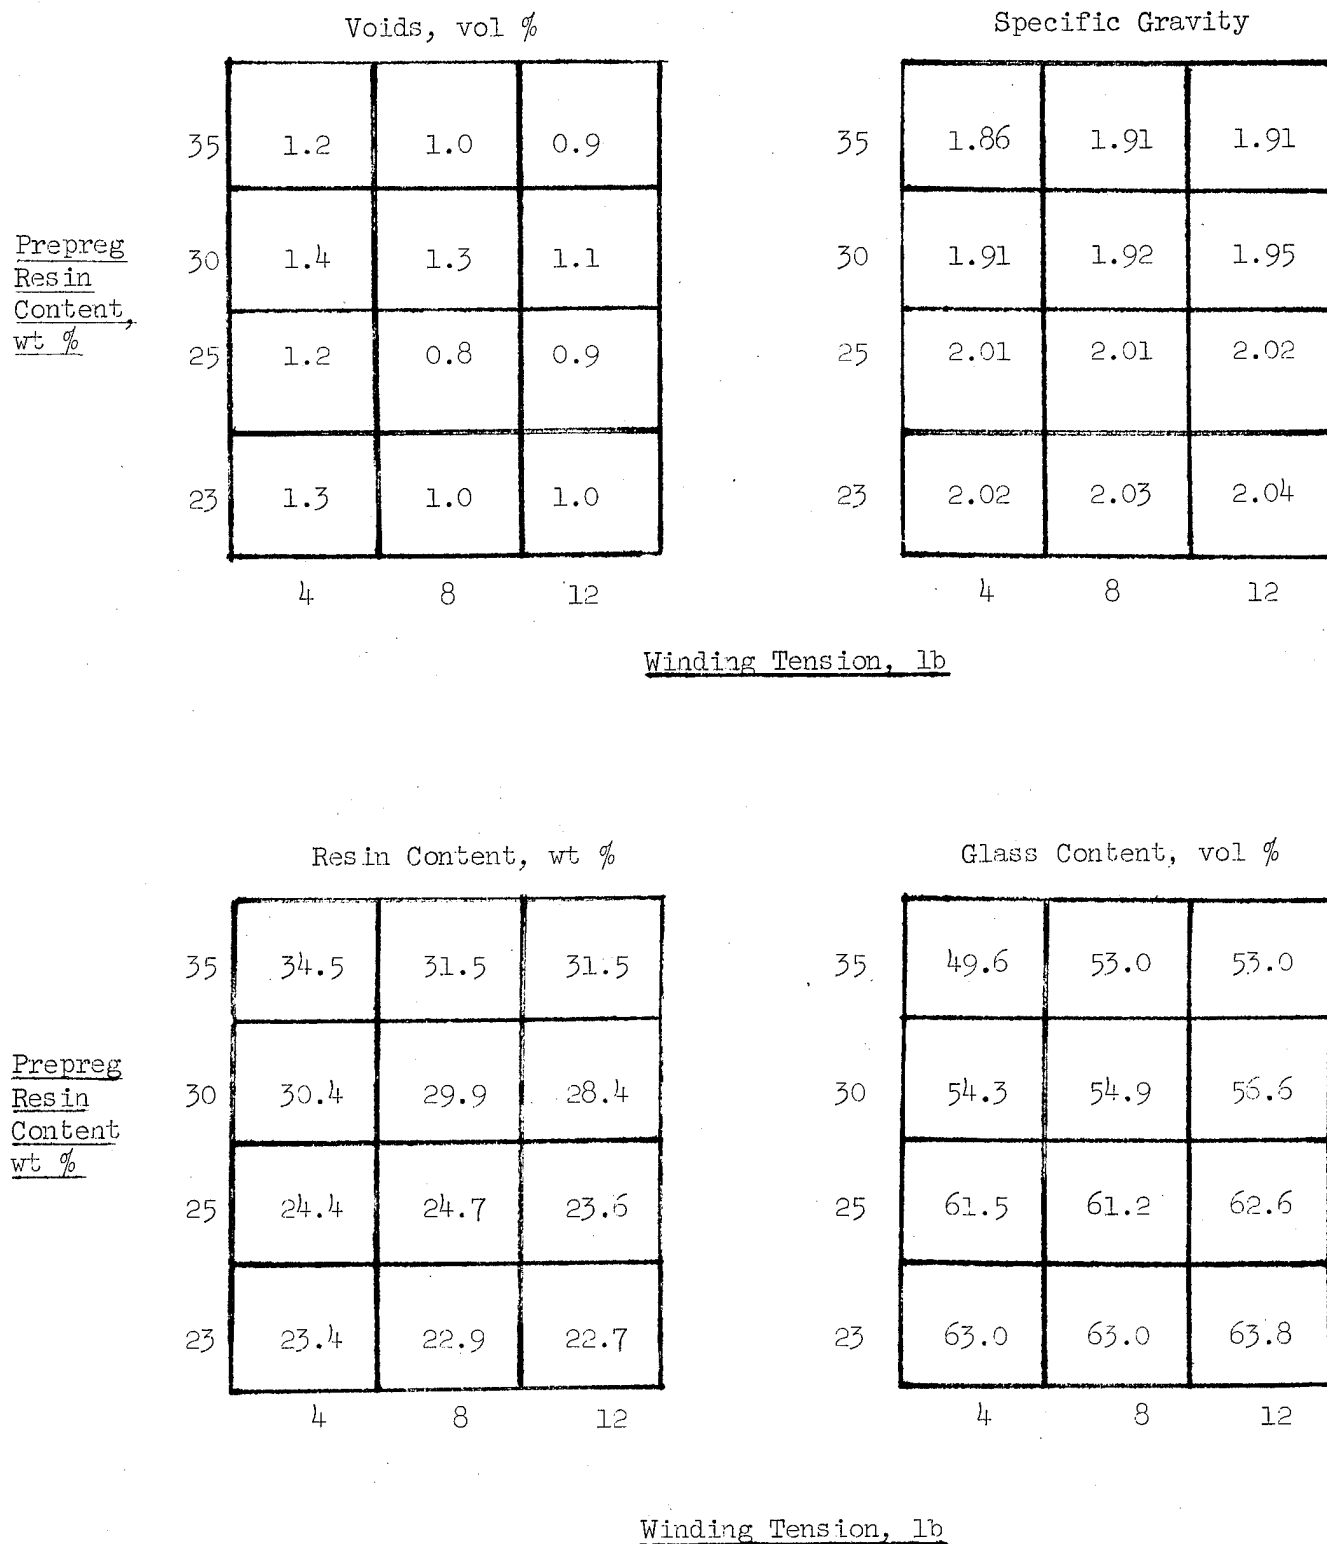 Voids, vol %
Specific Gravity
35 1.2 1.0 0.9
35 1.86 1.91 1.91
Prepreg
Resin
Content,
wt %
30 1.4 1.3 1.1
30 1.91 1.92 1.95
25 1.2 0.8 0.9
25 2.01 2.01 2.02
23 1.3 1.0 1.0
23 2.02 2.03 2.04
4 8 12
4 8 12
Winding Tension, lb
Resin Content, wt %
Glass Content, vol %
35 34.5 31.5 31.5
35 49.6 53.0 53.0
Prepreg
Resin
Content
wt %
30 30.4 29.9 28.4
30 54.3 54.9 56.6
25 24.4 24.7 23.6
25 61.5 61.2 62.6
23 23.4 22.9 22.7
23 63.0 63.0 63.8
4 8 12
4 8 12
Winding Tension, lb